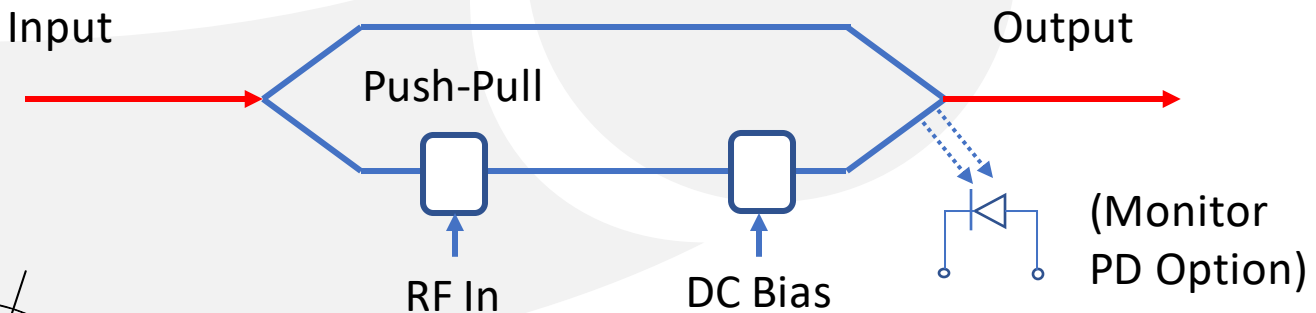 Input
Output
Push-Pull
RF In
DC Bias
(Monitor
PD Option)